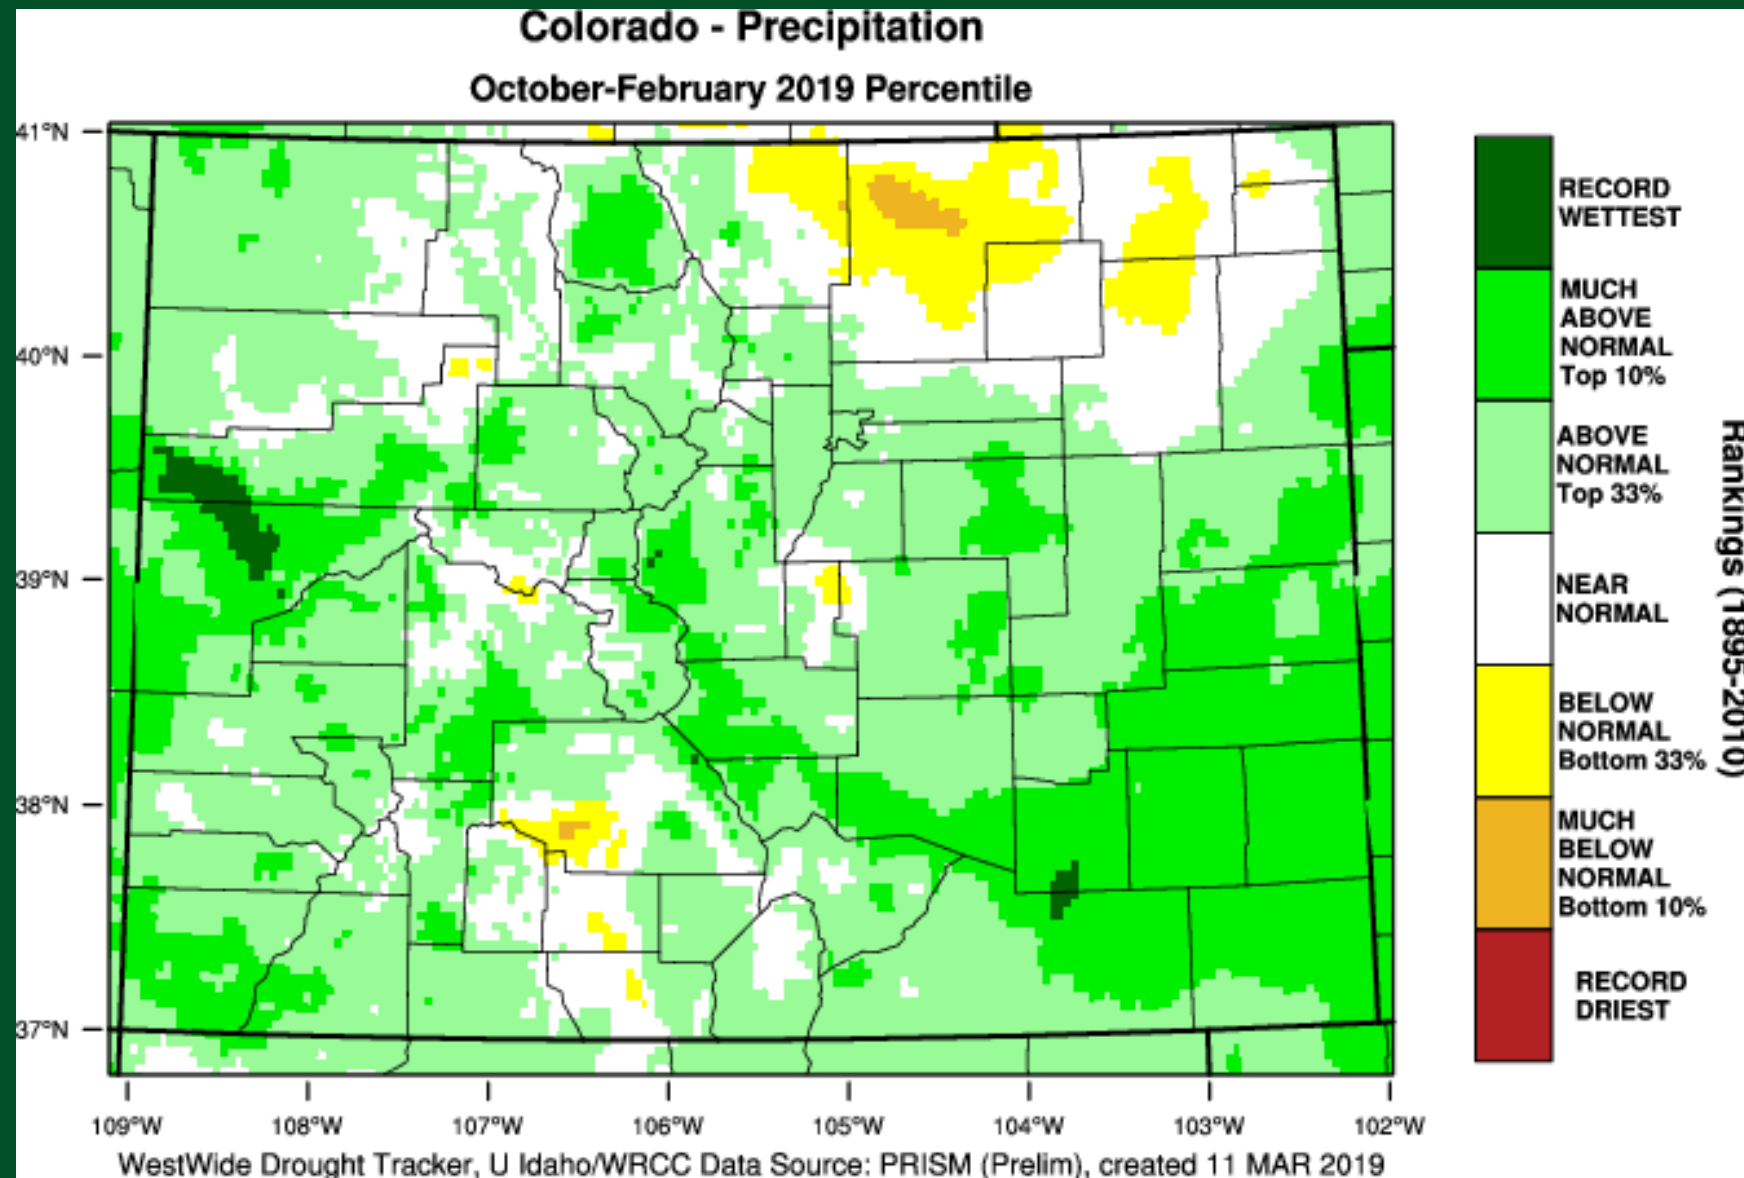 Colorado - Precipitation
October-February 2019 Percentile
41°N
40°N
39°N
38°N
37°N
109°W
108°W
107°W
106°W
105°W
104°W
103°W
102°W
RECORD
WETTEST
MUCH
ABOVE
NORMAL
Top 10%
ABOVE
NORMAL
Top 33%
NEAR
NORMAL
BELOW
NORMAL
Bottom 33%
MUCH
BELOW
NORMAL
Bottom 10%
RECORD
DRIEST
Rankings (1895-2010)
WestWide Drought Tracker, U Idaho/WRCC Data Source: PRISM (Prelim), created 11 MAR 2019